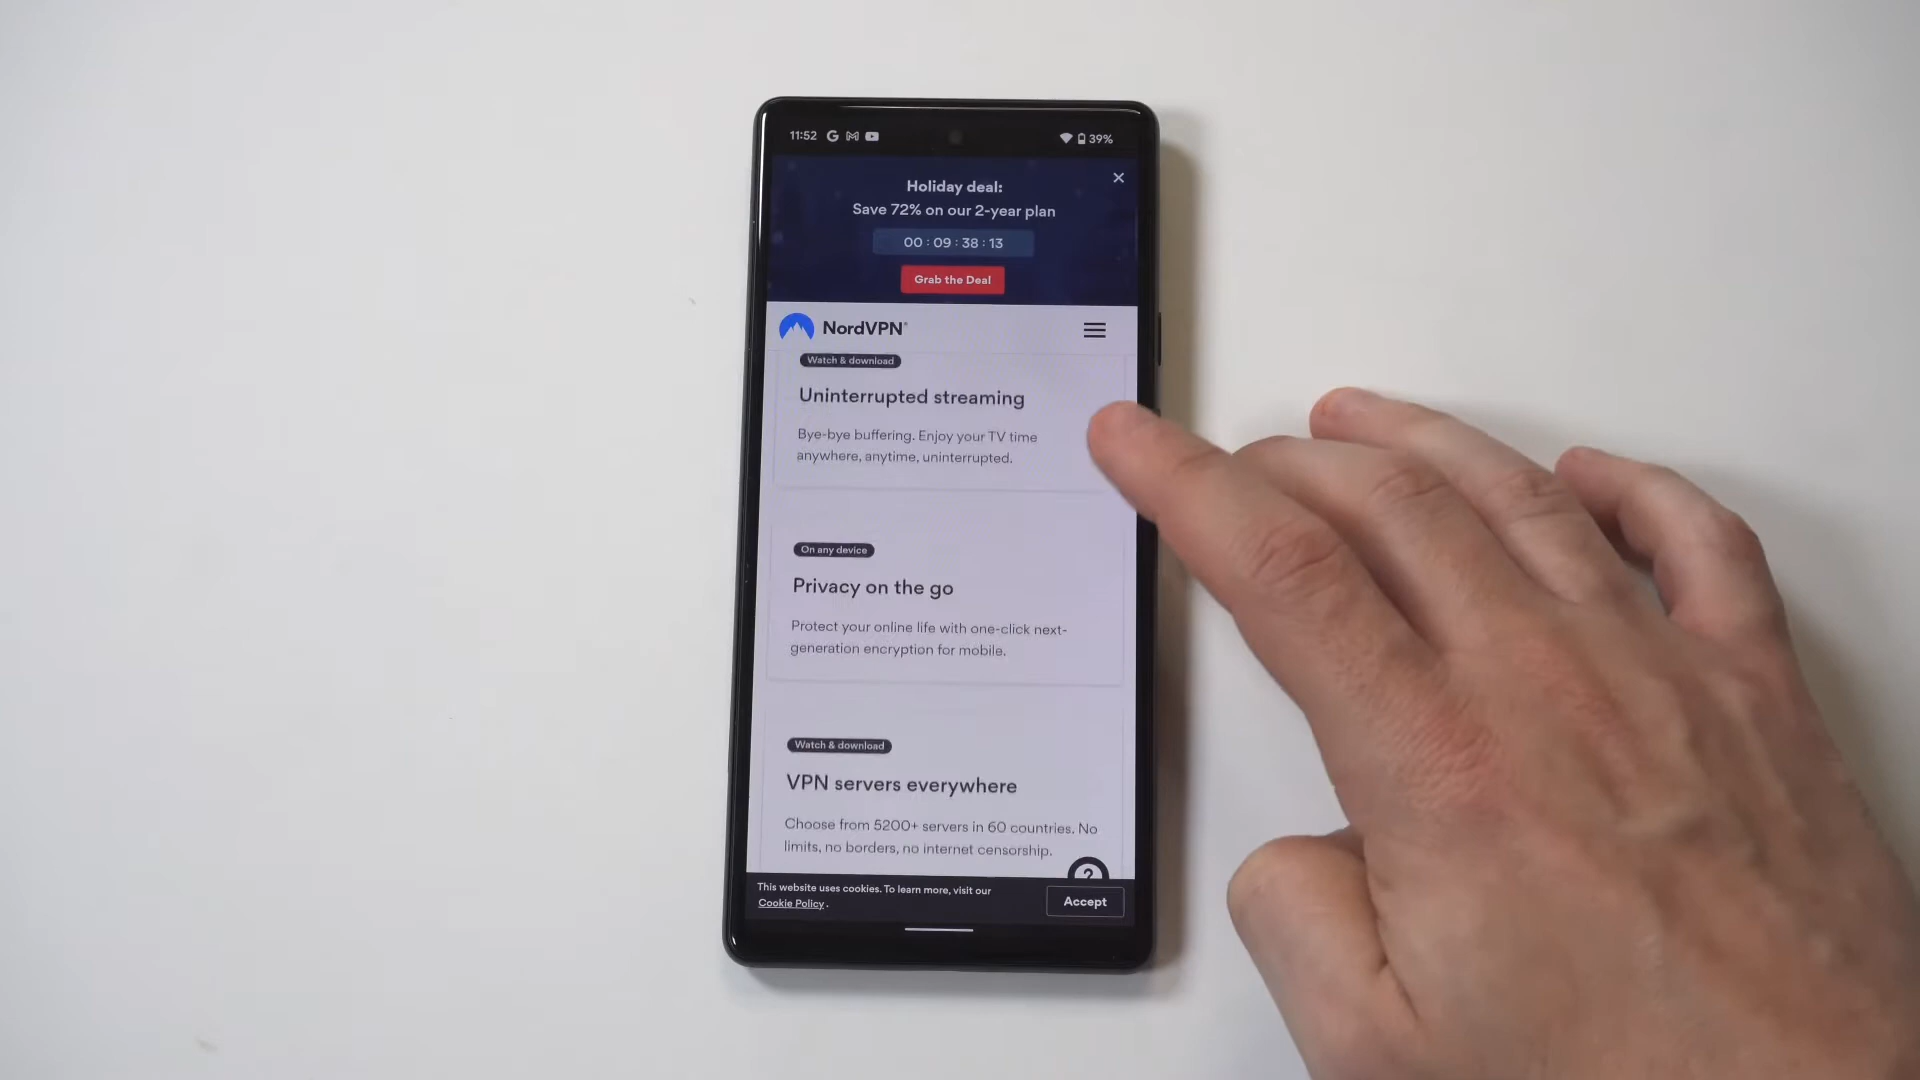 11:52
39%
Holiday deal:
Save 72% on our 2-year plan
00 : 09 : 38 : 13
Grab the Deal
NordVPN®
Watch & download
Uninterrupted streaming
Bye-bye buffering. Enjoy your TV time
anywhere, anytime, uninterrupted.
On any device
Privacy on the go
Protect your online life with one-click next-
generation encryption for mobile.
Watch & download
VPN servers everywhere
Choose from 5200+ servers in 60 countries. No
limits, no borders, no internet censorship.
?
This website uses cookies. To learn more, visit our
Cookie Policy.
Accept